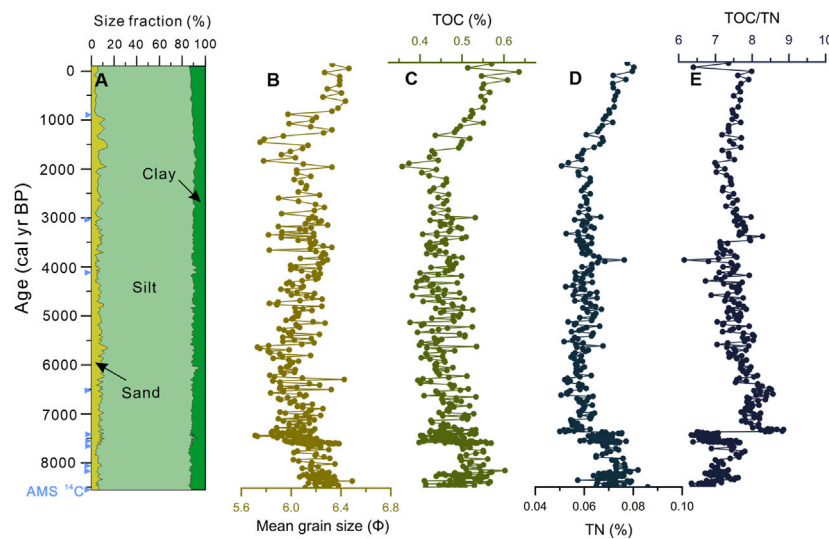 Size fraction (%)
0 20 40 60 80 100
TOC (%)
0.4 0.5 0.6
TOC/TN
6 7 8 9 10
A
B
C
D
E
Age (cal yr BP)
0
1000
2000
3000
4000
5000
6000
7000
8000
Clay
Silt
Sand
AMS ¹⁴C
5.6 6.0 6.4 6.8
Mean grain size (Φ)
0.04 0.06 0.08 0.10
TN (%)